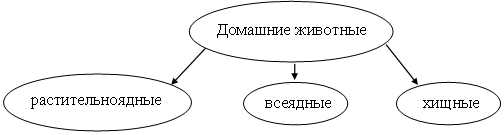 Домашние животные
растительноядные
всеядные
хищные